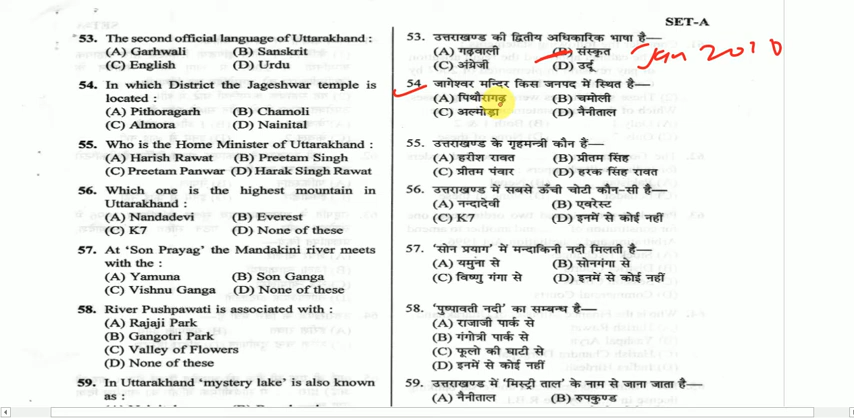 SET-A
53. The second official language of Uttarakhand :
(A) Garhwali (B) Sanskrit
(C) English (D) Urdu
54. In which District the Jageshwar temple is
located :
(A) Pithoragarh (B) Chamoli
(C) Almora (D) Nainital
55. Who is the Home Minister of Uttarakhand :
(A) Harish Rawat (B) Preetam Singh
(C) Preetam Panwar (D) Harak Singh Rawat
56. Which one is the highest mountain in
Uttarakhand :
(A) Nandadevi (B) Everest
(C) K7 (D) None of these
57. At 'Son Prayag' the Mandakini river meets
with the :
(A) Yamuna (B) Son Ganga
(C) Vishnu Ganga (D) None of these
58. River Pushpawati is associated with :
(A) Rajaji Park
(B) Gangotri Park
(C) Valley of Flowers
(D) None of these
59. In Uttarakhand 'mystery lake' is also known
as :
53. उत्तराखण्ड की द्वितीय अधिकारिक भाषा है–
(A) गढ़वाली (B) संस्कृत
(C) अंग्रेजी (D) उर्दू
Jan 2010
54. जागेश्वर मन्दिर किस जनपद में स्थित है–
(A) पिथौरागढ़ (B) चमोली
(C) अल्मोड़ा (D) नैनीताल
55. उत्तराखण्ड के गृहमन्त्री कौन है–
(A) हरीश रावत (B) प्रीतम सिंह
(C) प्रीतम पंवार (D) हरक सिंह रावत
56. उत्तराखण्ड में सबसे ऊँची चोटी कौन-सी है–
(A) नन्दादेवी (B) एवरेस्ट
(C) K7 (D) इनमें से कोई नहीं
57. 'सोन प्रयाग' में मन्दाकिनी नदी मिलती है–
(A) यमुना से (B) सोनगंगा से
(C) विष्णु गंगा से (D) इनमें से कोई नहीं
58. 'पुष्पावती नदी' का सम्बन्ध है–
(A) राजाजी पार्क से
(B) गंगोत्री पार्क से
(C) फूलो की घाटी से
(D) इनमें से कोई नहीं
59. उत्तराखण्ड में 'मिस्ट्री ताल' के नाम से जाना जाता है–
(A) नैनीताल (B) रुपकुण्ड